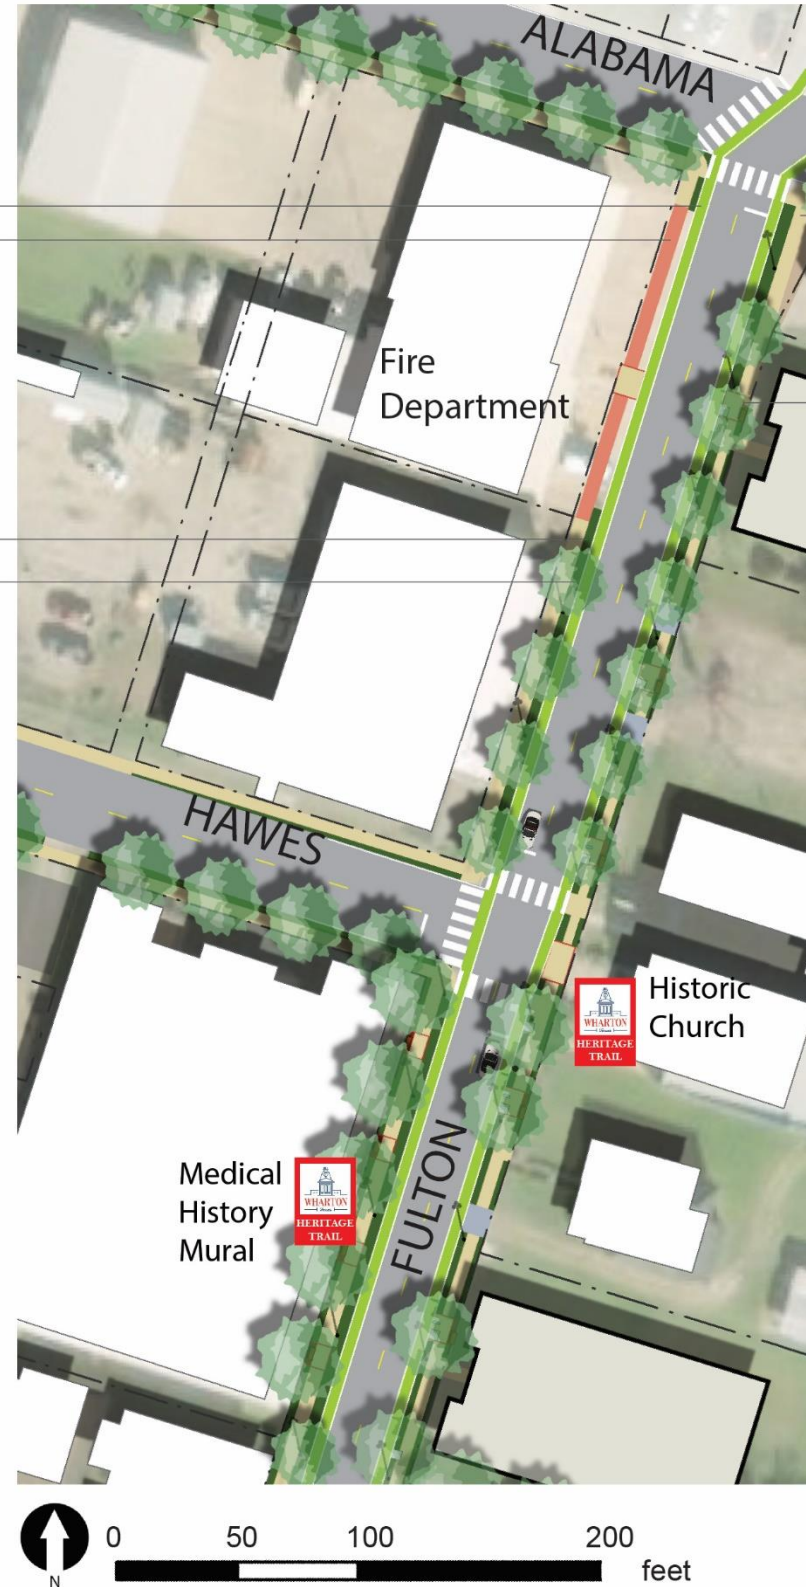 ALABAMA
Fire
Department
HAWES
WHARTON
HERITAGE
TRAIL
Historic
Church
Medical
History
Mural
WHARTON
HERITAGE
TRAIL
FULTON
N
0 50 100 200
feet